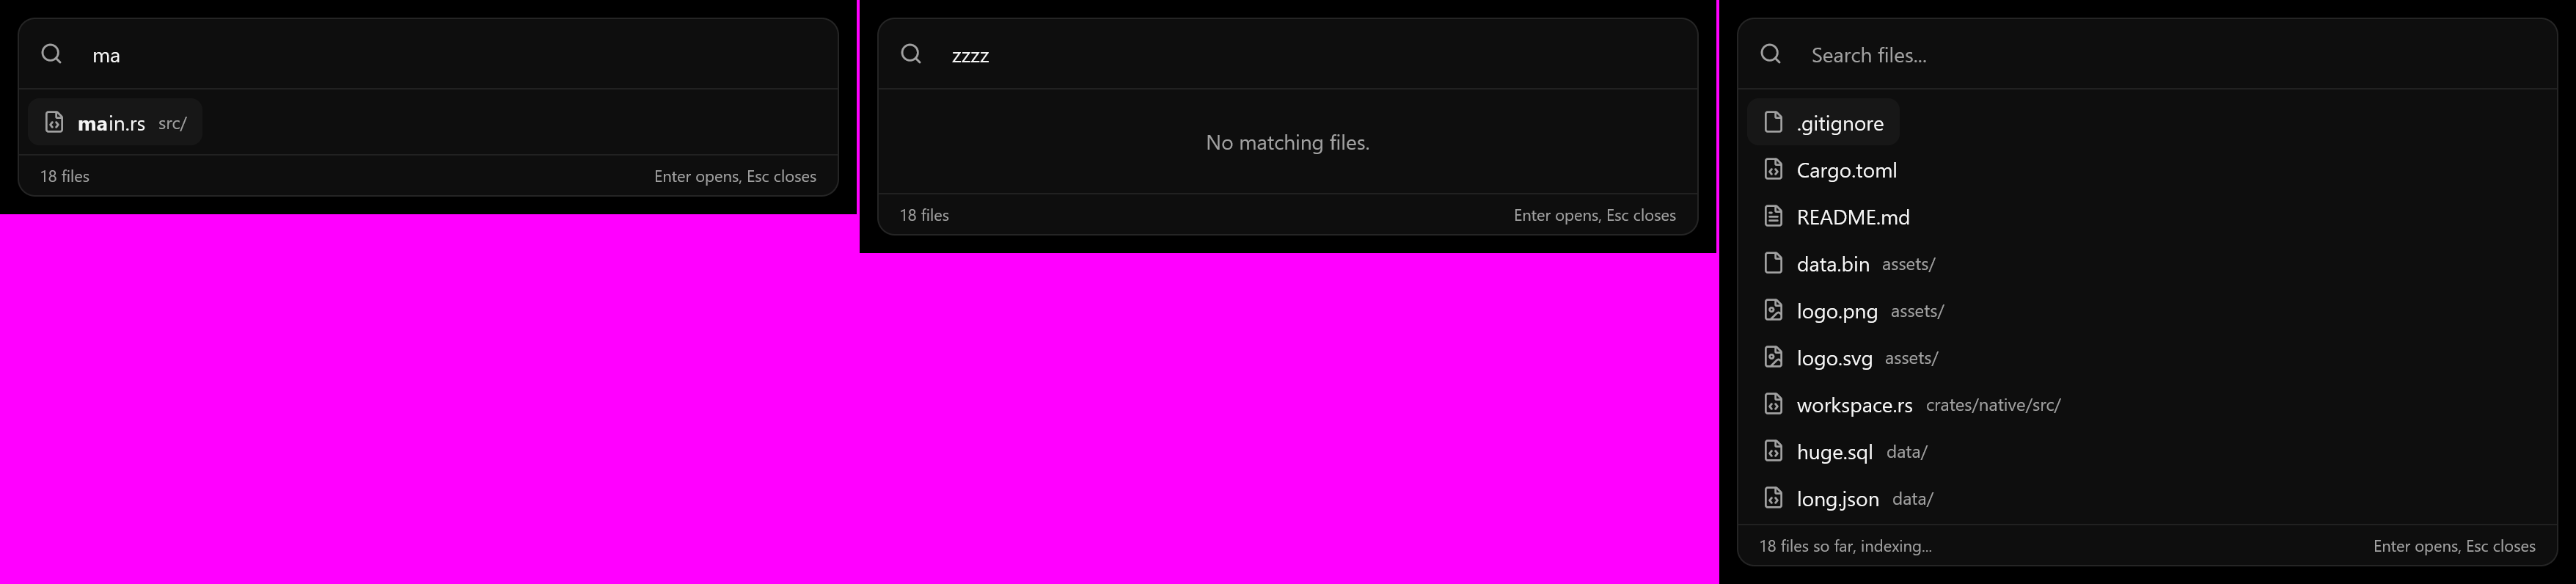 ma
main.rs src/
18 files Enter opens, Esc closes
zzzz
No matching files.
18 files Enter opens, Esc closes
Search files...
.gitignore
Cargo.toml
README.md
data.bin assets/
logo.png assets/
logo.svg assets/
workspace.rs crates/native/src/
huge.sql data/
long.json data/
18 files so far, indexing... Enter opens, Esc closes